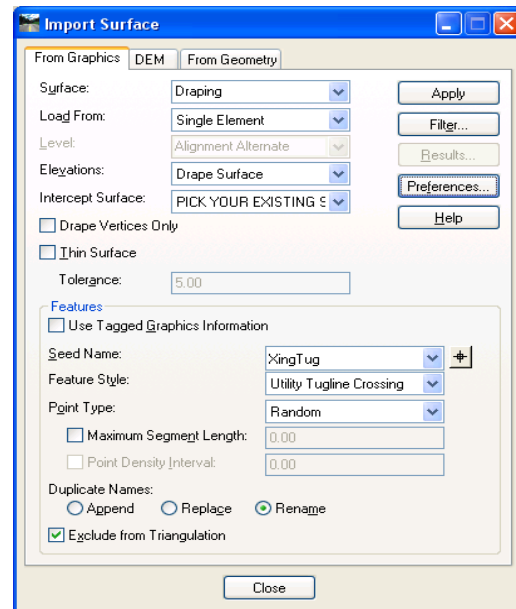 Import Surface
From Graphics DEM From Geometry
Surface: Draping Apply
Load From: Single Element Filter...
Level: Alignment Alternate Results...
Elevations: Drape Surface Preferences...
Intercept Surface: PICK YOUR EXISTING S Help
Drape Vertices Only
Thin Surface
Tolerance: 5.00
Features
Use Tagged Graphics Information
Seed Name: XingTug
Feature Style: Utility Tugline Crossing
Point Type: Random
Maximum Segment Length: 0.00
Point Density Interval: 0.00
Duplicate Names:
Append Replace Rename
Exclude from Triangulation
Close